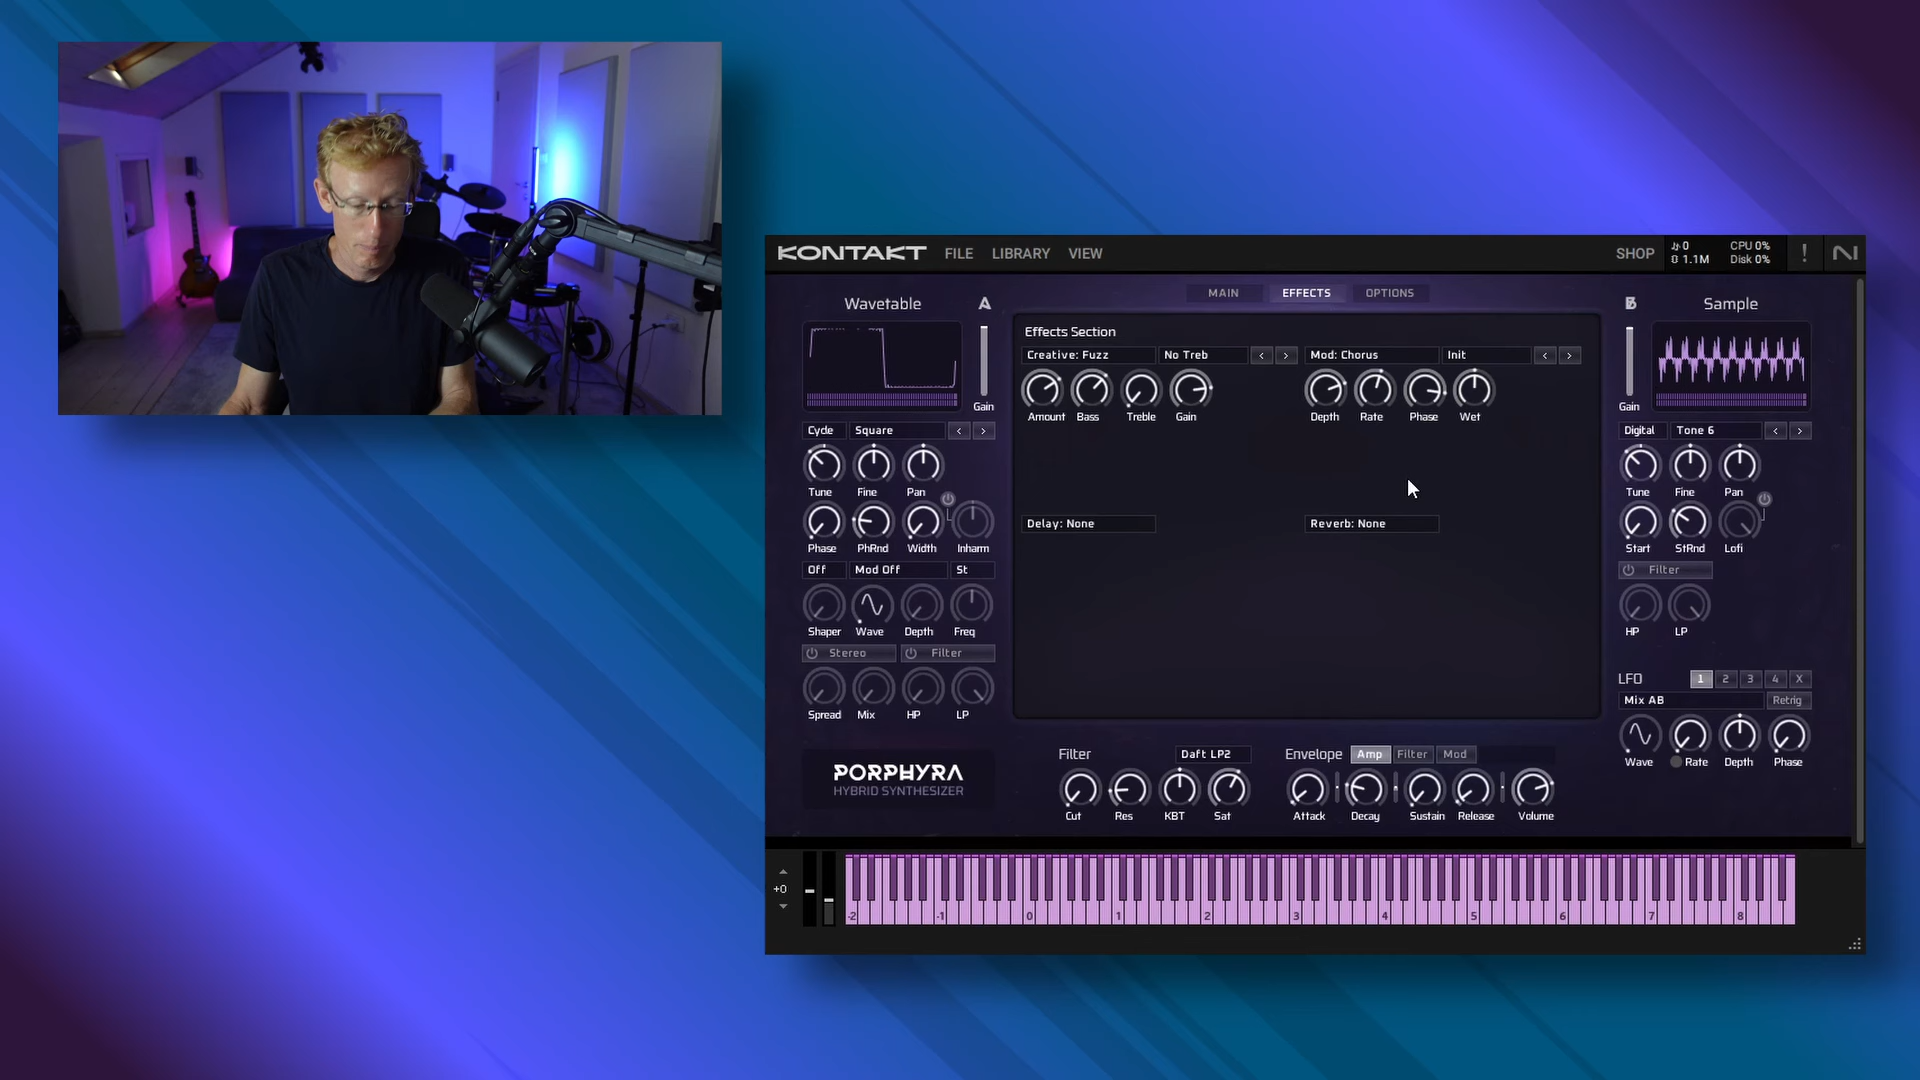 KONTAKT FILE LIBRARY VIEW SHOP
0 CPU 0%
1.1M Disk 0%
MAIN EFFECTS OPTIONS
Wavetable A
B Sample
Effects Section
Creative: Fuzz No Treb < > Mod: Chorus Init < >
Amount Bass Treble Gain Depth Rate Phase Wet
Gain
Gain
Cycle Square < >
Digital Tone 6 < >
Tune Fine Pan
Tune Fine Pan
Delay: None Reverb: None
Phase PhRnd Width Inharm
Start StRnd Lofi
Off Mod Off St
Filter
Shaper Wave Depth Freq
HP LP
Stereo Filter
Spread Mix HP LP
LFO 1 2 3 4 X
Mix AB Retrig
Wave Rate Depth Phase
PORPHYRA
HYBRID SYNTHESIZER
Filter Daft LP2 Envelope Amp Filter Mod
Cut Res KBT Sat Attack Decay Sustain Release Volume
+0
-2 -1 0 1 2 3 4 5 6 7 8